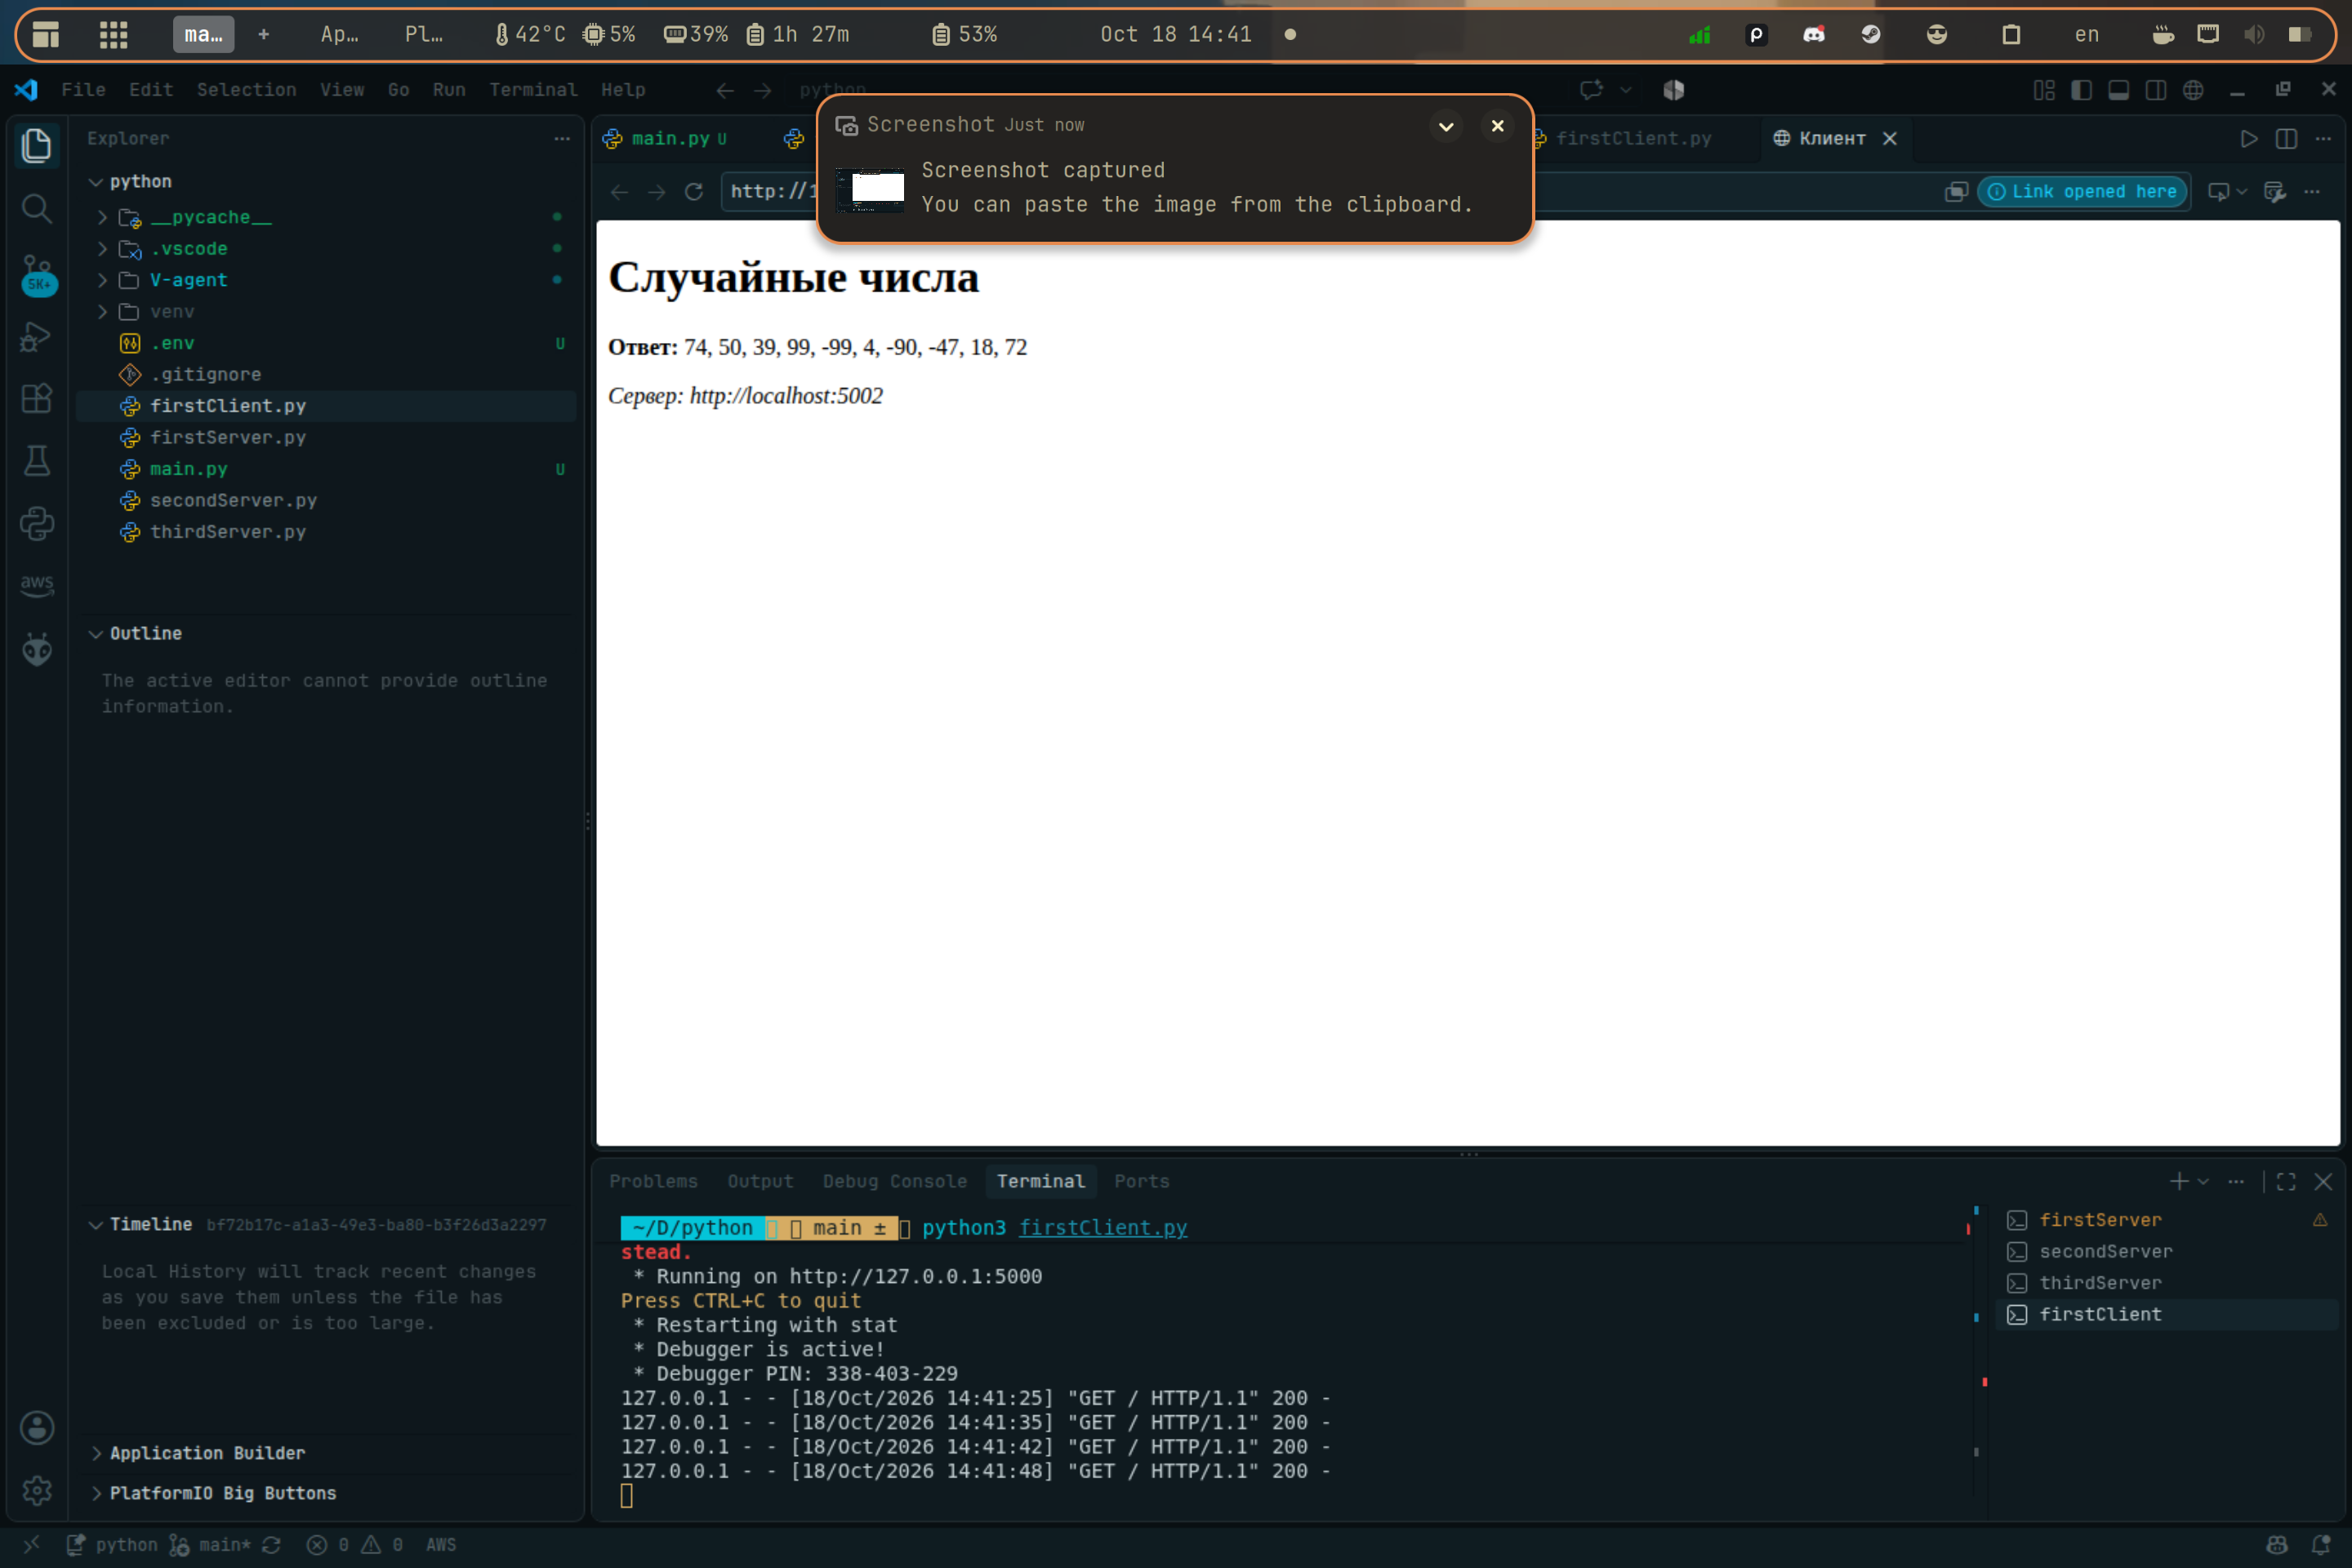 ma… + Ap… Pl… 42°C 5% 39% 1h 27m 53% Oct 18 14:41 en
File Edit Selection View Go Run Terminal Help python
Screenshot Just now
Screenshot captured
You can paste the image from the clipboard.
Explorer
python
__pycache__
.vscode
V-agent
venv
.env U
.gitignore
firstClient.py
firstServer.py
main.py U
secondServer.py
thirdServer.py
5K+
aws
Outline
The active editor cannot provide outline
information.
Timeline bf72b17c-a1a3-49e3-ba80-b3f26d3a2297
Local History will track recent changes
as you save them unless the file has
been excluded or is too large.
Application Builder
PlatformIO Big Buttons
main.py U firstClient.py Клиент
http://1 Link opened here
Случайные числа
Ответ: 74, 50, 39, 99, -99, 4, -90, -47, 18, 72
Сервер: http://localhost:5002
Problems Output Debug Console Terminal Ports
~/D/python main ± python3 firstClient.py
stead.
* Running on http://127.0.0.1:5000
Press CTRL+C to quit
* Restarting with stat
* Debugger is active!
* Debugger PIN: 338-403-229
127.0.0.1 - - [18/Oct/2026 14:41:25] "GET / HTTP/1.1" 200 -
127.0.0.1 - - [18/Oct/2026 14:41:35] "GET / HTTP/1.1" 200 -
127.0.0.1 - - [18/Oct/2026 14:41:42] "GET / HTTP/1.1" 200 -
127.0.0.1 - - [18/Oct/2026 14:41:48] "GET / HTTP/1.1" 200 -
firstServer
secondServer
thirdServer
firstClient
python main* 0 0 AWS